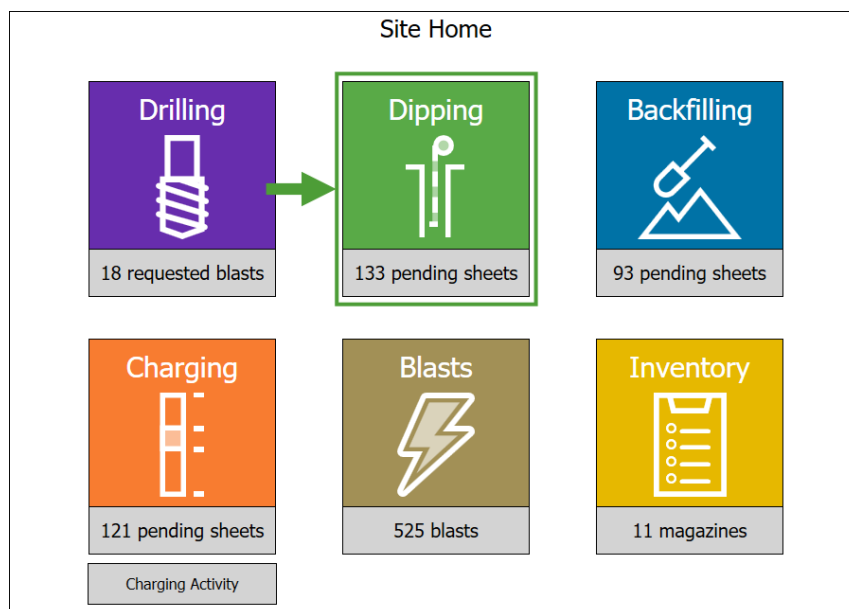 Site Home
Drilling
Dipping
Backfilling
18 requested blasts
133 pending sheets
93 pending sheets
Charging
Blasts
Inventory
121 pending sheets
525 blasts
11 magazines
Charging Activity